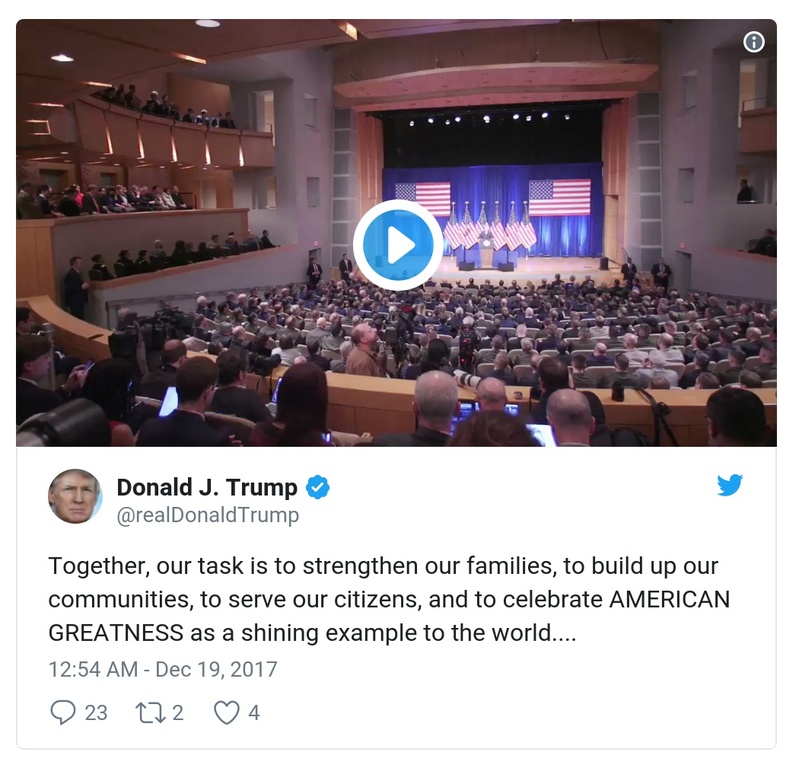 Donald J. Trump
@realDonaldTrump
Together, our task is to strengthen our families, to build up our
communities, to serve our citizens, and to celebrate AMERICAN
GREATNESS as a shining example to the world....
12:54 AM - Dec 19, 2017
23 2 4